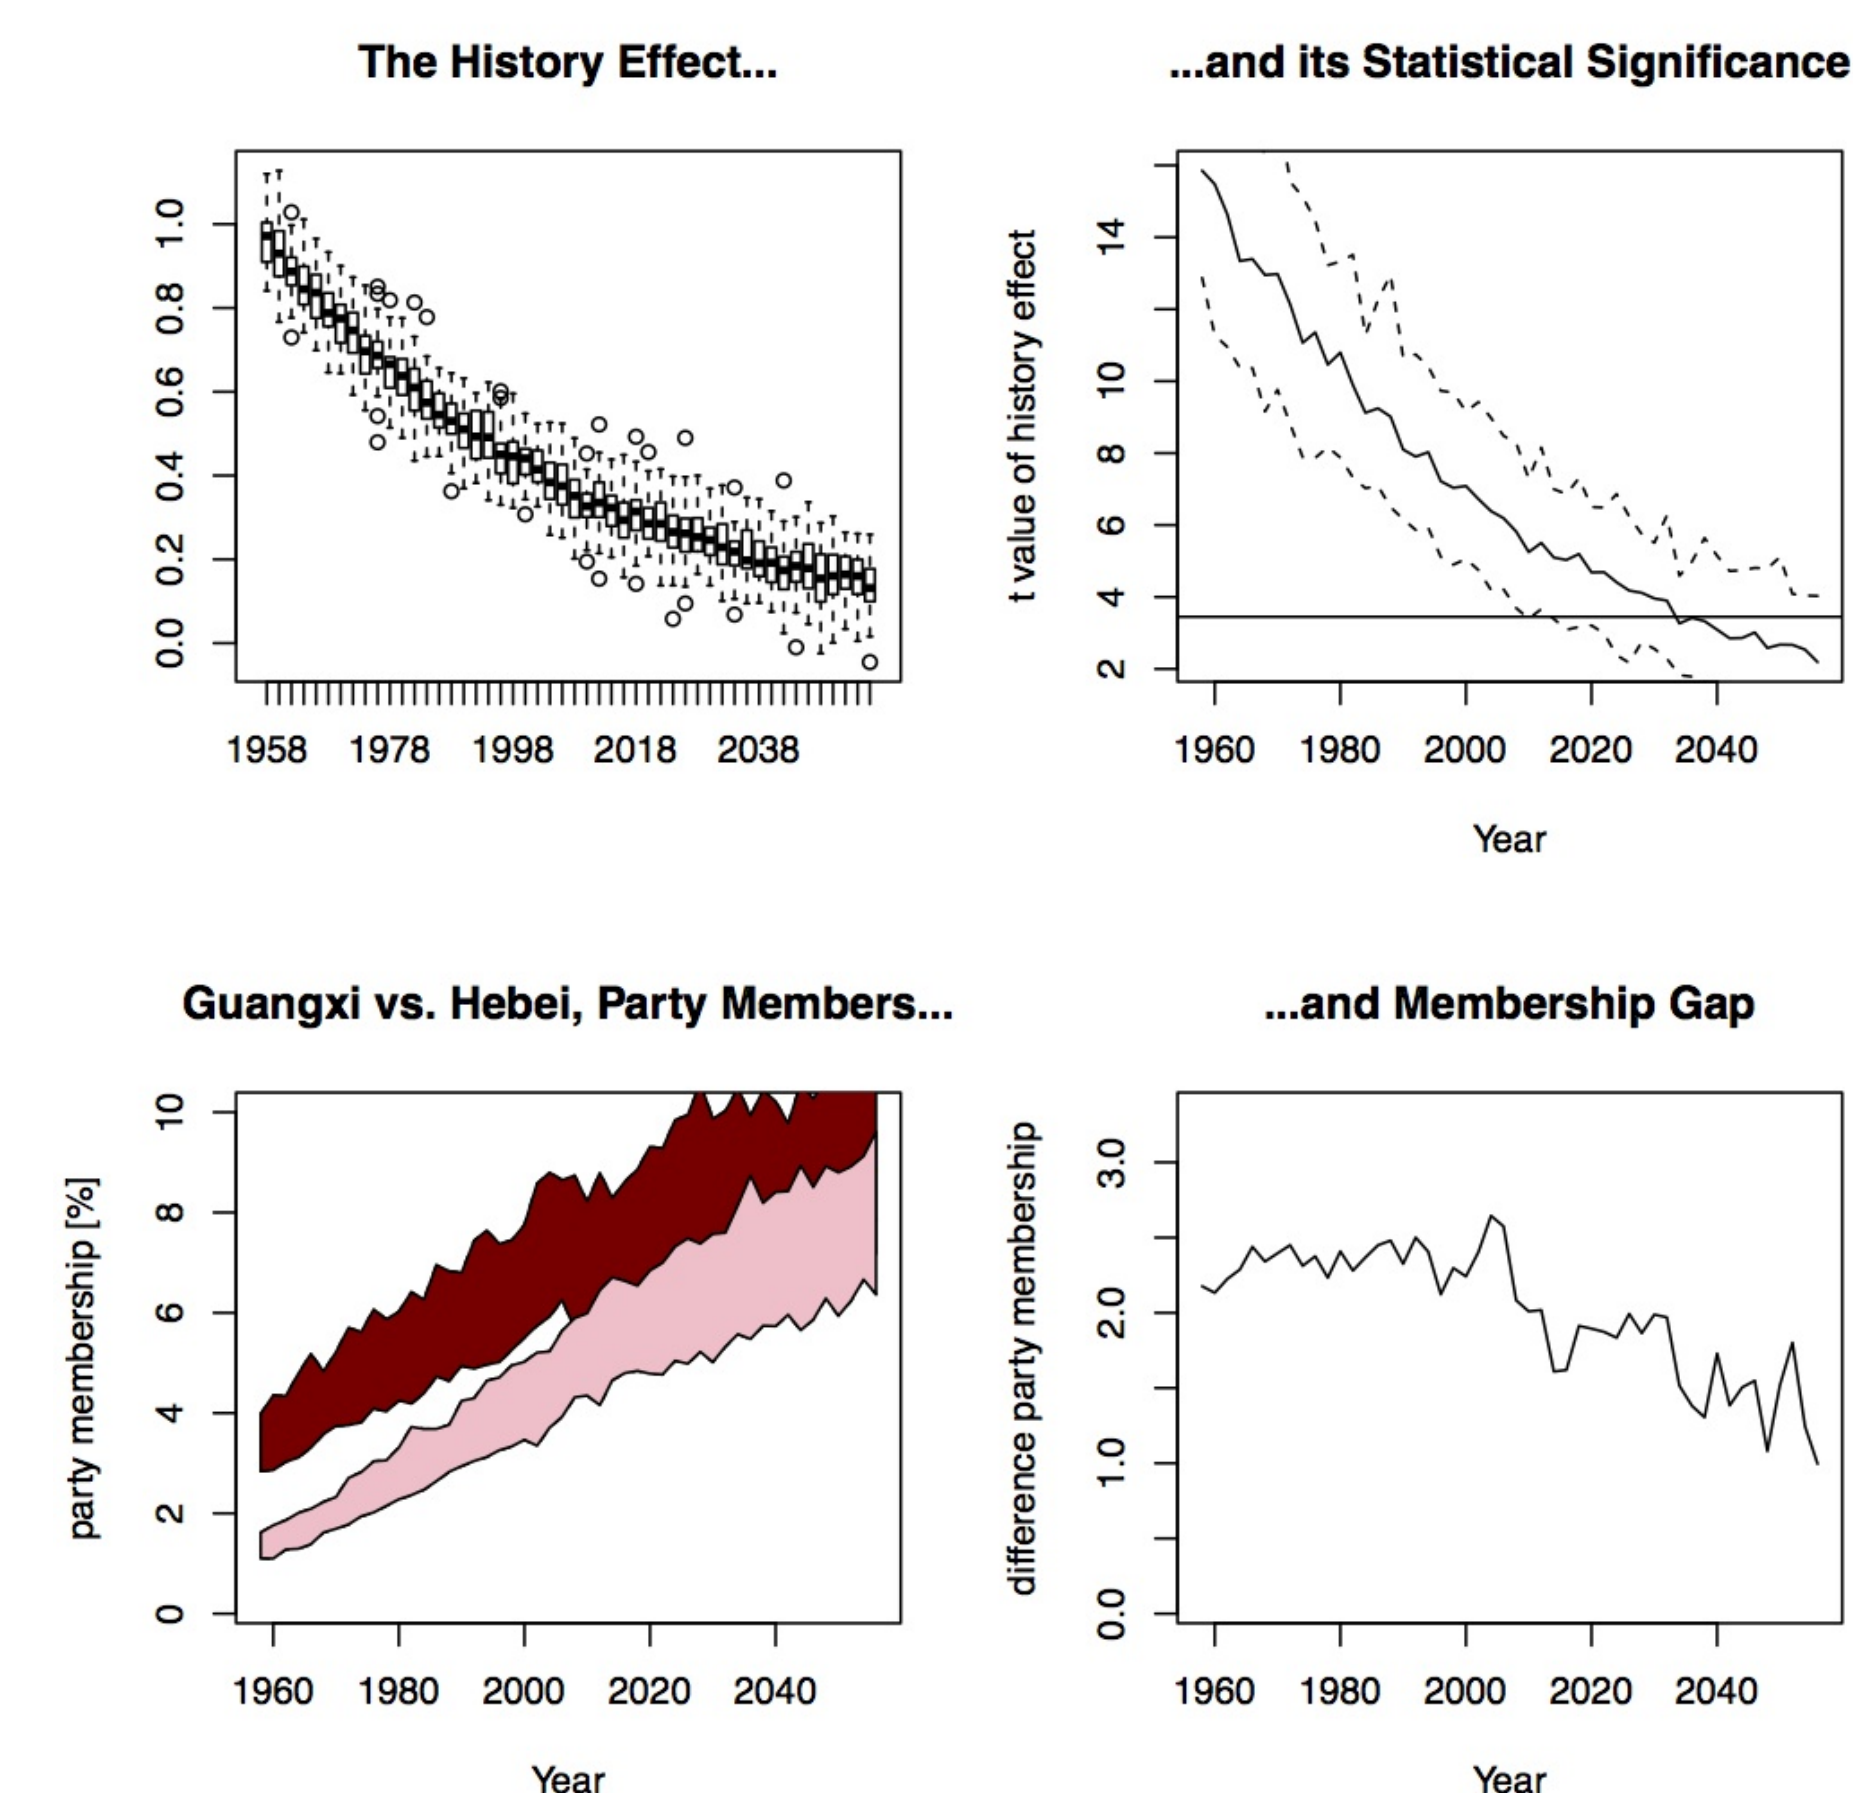 The History Effect...
1.0
0.8
0.6
0.4
0.2
0.0
1958 1978 1998 2018 2038
...and its Statistical Significance
t value of history effect
14
10
8
6
4
2
1960 1980 2000 2020 2040
Year
Guangxi vs. Hebei, Party Members...
party membership [%]
10
8
6
4
2
0
1960 1980 2000 2020 2040
Year
...and Membership Gap
difference party membership
3.0
2.0
1.0
0.0
1960 1980 2000 2020 2040
Year